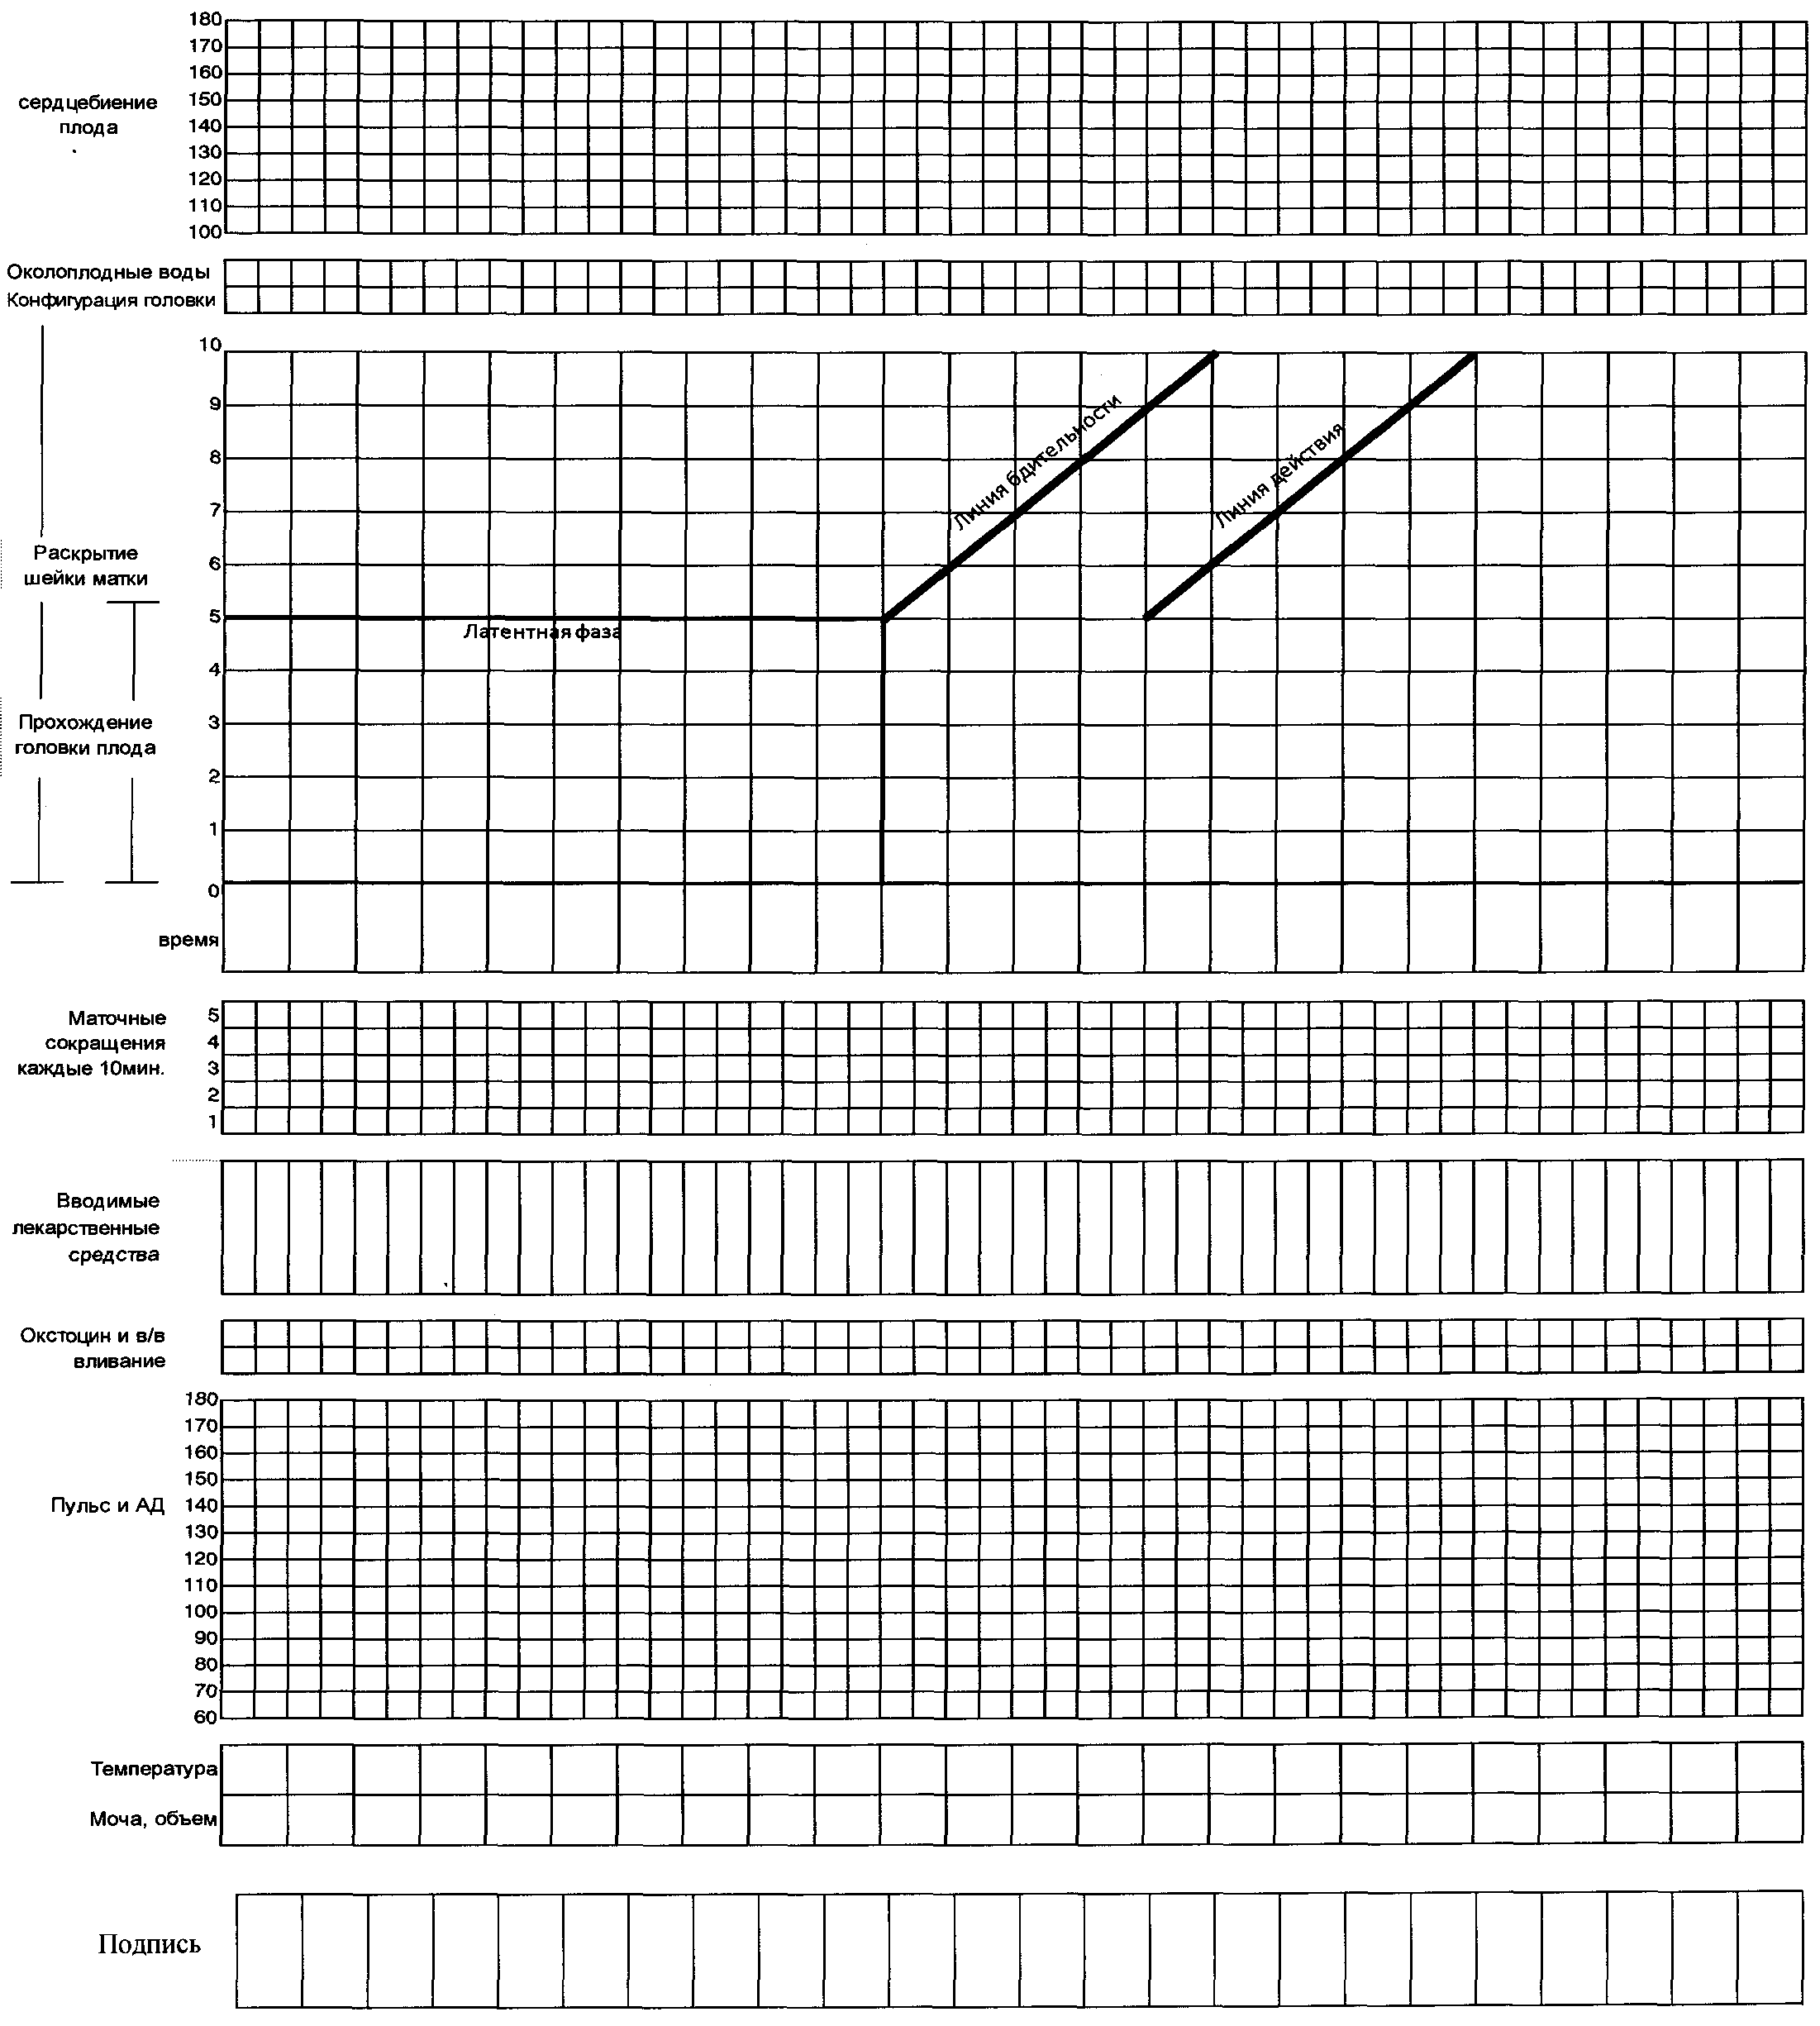 180
170
160
150
140
130
120
110
100
сердцебиение
плода
Околоплодные воды
Конфигурация головки
10
9
8
7
6
5
4
3
2
1
0
Линия бдительности
Линия действия
Латентная фаза
Раскрытие
шейки матки
Прохождение
головки плода
время
Маточные
сокращения
каждые 10мин.
5
4
3
2
1
Вводимые
лекарственные
средства
Окстоцин и в/в
вливание
180
170
160
150
140
130
120
110
100
90
80
70
60
Пульс и АД
Температура
Моча, объем
Подпись